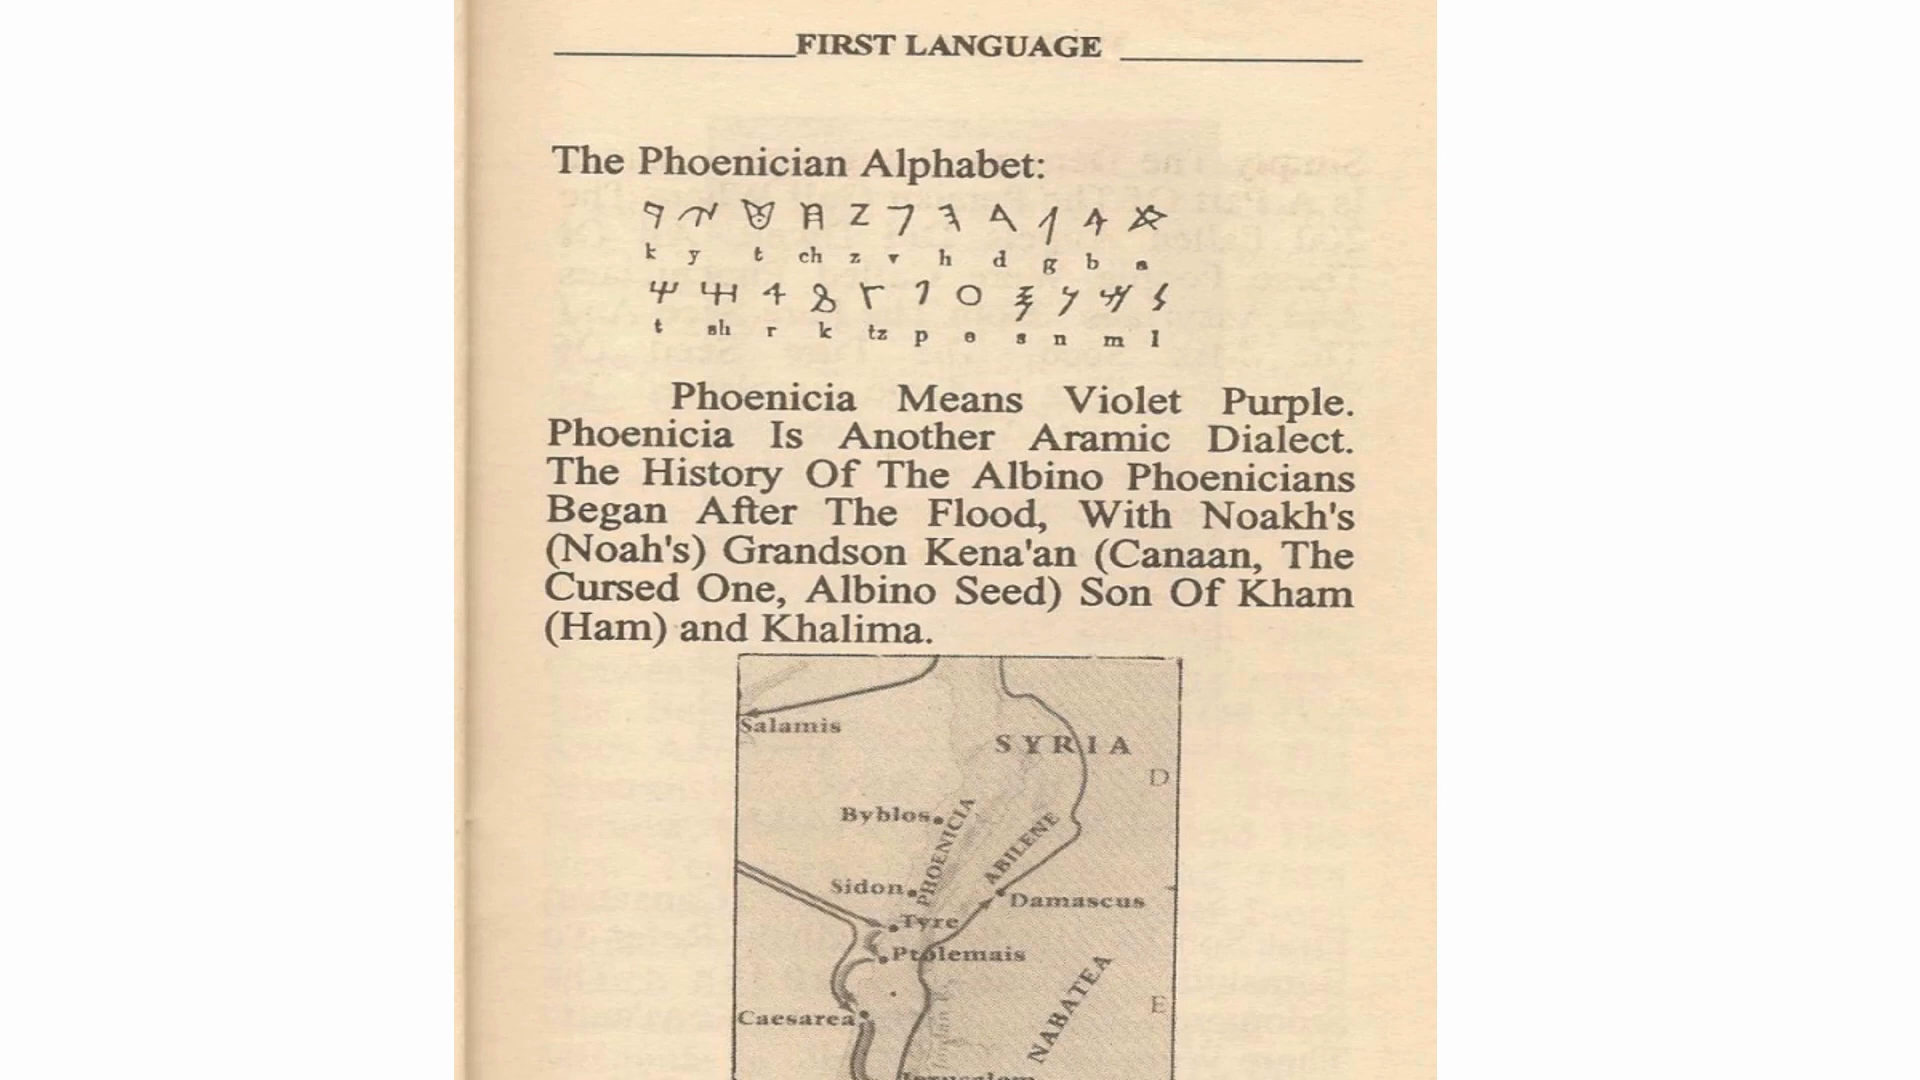 FIRST LANGUAGE
The Phoenician Alphabet:
k y t ch z v h d g b a
t sh r k tz p o s n m l
Phoenicia Means Violet Purple.
Phoenicia Is Another Aramic Dialect.
The History Of The Albino Phoenicians
Began After The Flood, With Noakh's
(Noah's) Grandson Kena'an (Canaan, The
Cursed One, Albino Seed) Son Of Kham
(Ham) and Khalima.
Salamis
SYRIA
D
Byblos
PHOENICIA
ABILENE
Sidon
Damascus
Tyre
Ptolemais
NABATEA
E
Caesarea
Jordan R.
Jerusalem